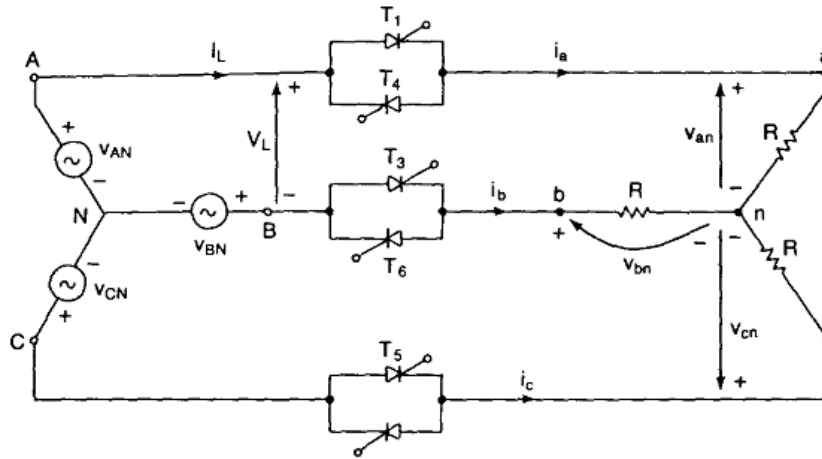 T1
A
IL
ia
a
T4
+
+
+
vAN
VL
van
R
−
T3
−
N
−
+
−
ib
b
R
−
n
vBN
B
+
−
−
−
vbn
R
vCN
T6
+
vcn
C
T5
ic
+